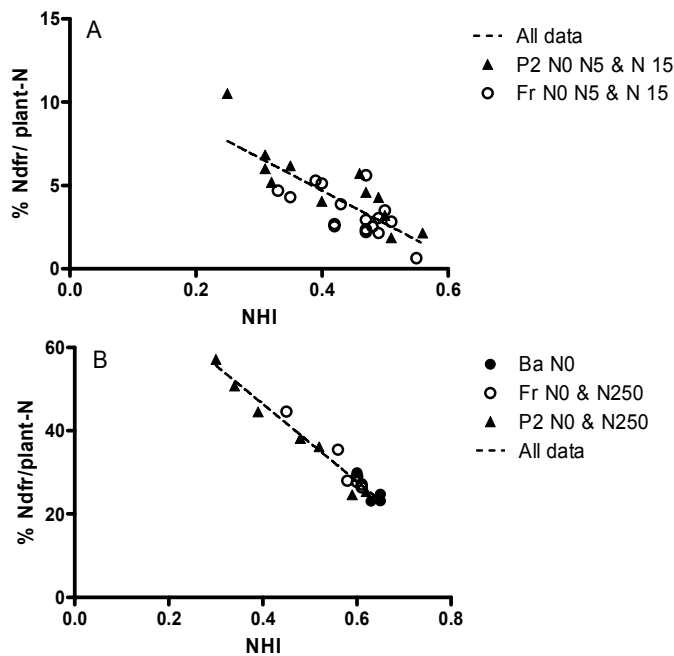 A
15
10
5
0
% Ndfr/ plant-N
0.0 0.2 0.4 0.6
NHI
All data
P2 N0 N5 & N 15
Fr N0 N5 & N 15
B
60
40
20
0
% Ndfr/plant-N
0.0 0.2 0.4 0.6 0.8
NHI
Ba N0
Fr N0 & N250
P2 N0 & N250
All data